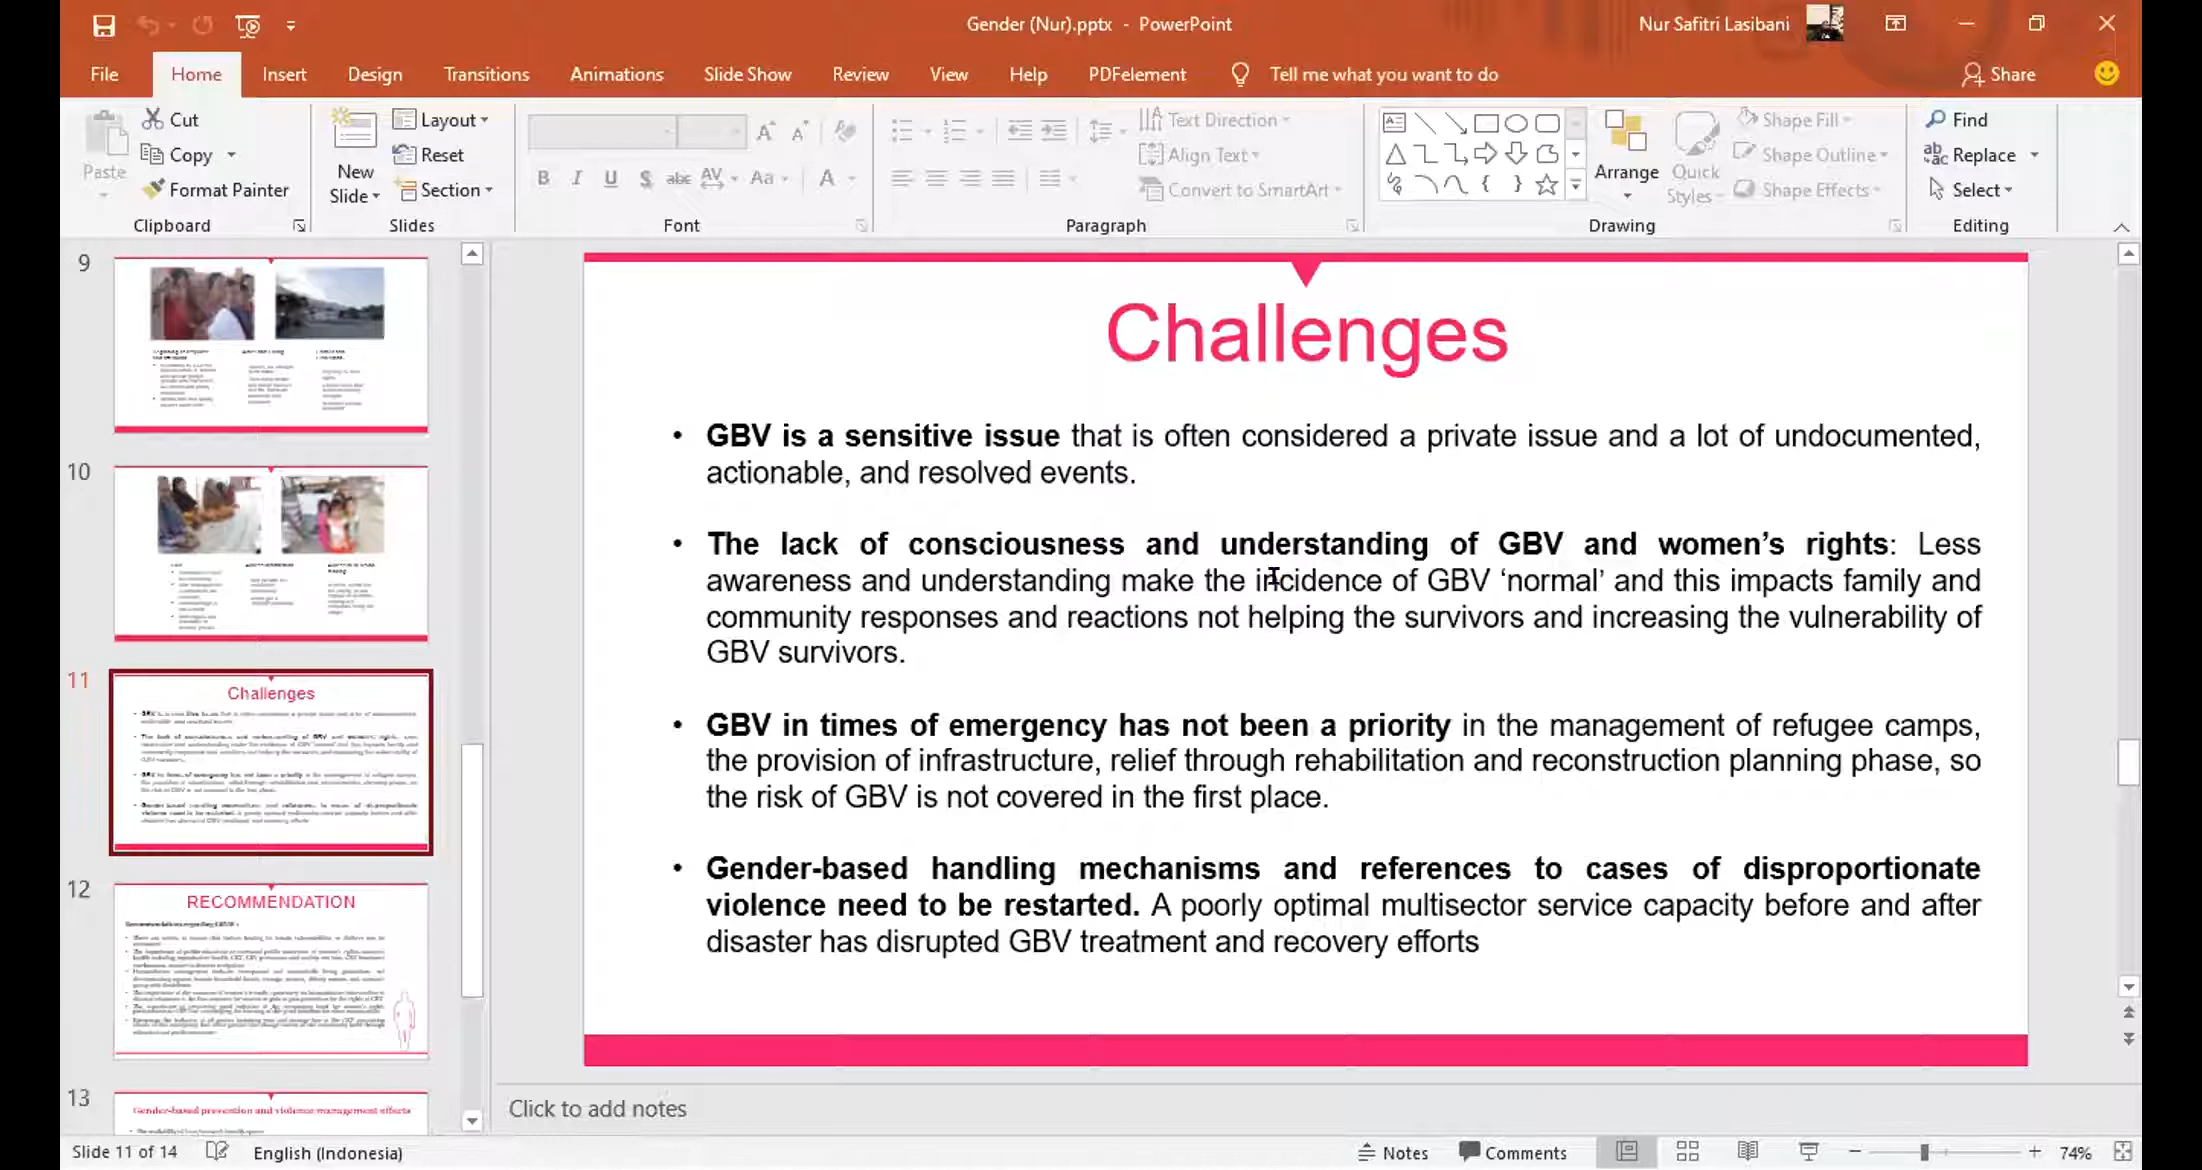 Gender (Nur).pptx - PowerPoint
Nur Safitri Lasibani
File Home Insert Design Transitions Animations Slide Show Review View Help PDFelement Tell me what you want to do
Share
Paste
Cut
Copy
Format Painter
Clipboard
New Slide
Layout
Reset
Section
Slides
Font
Text Direction
Align Text
Convert to SmartArt
Paragraph
Arrange
Quick Styles
Shape Fill
Shape Outline
Shape Effects
Drawing
Find
Replace
Select
Editing
9
10
11
Challenges
12
RECOMMENDATION
13
Gender-based prevention and violence management efforts
Challenges
• GBV is a sensitive issue that is often considered a private issue and a lot of undocumented,
actionable, and resolved events.
• The lack of consciousness and understanding of GBV and women’s rights: Less
awareness and understanding make the incidence of GBV ‘normal’ and this impacts family and
community responses and reactions not helping the survivors and increasing the vulnerability of
GBV survivors.
• GBV in times of emergency has not been a priority in the management of refugee camps,
the provision of infrastructure, relief through rehabilitation and reconstruction planning phase, so
the risk of GBV is not covered in the first place.
• Gender-based handling mechanisms and references to cases of disproportionate
violence need to be restarted. A poorly optimal multisector service capacity before and after
disaster has disrupted GBV treatment and recovery efforts
Click to add notes
Slide 11 of 14
English (Indonesia)
Notes
Comments
74%